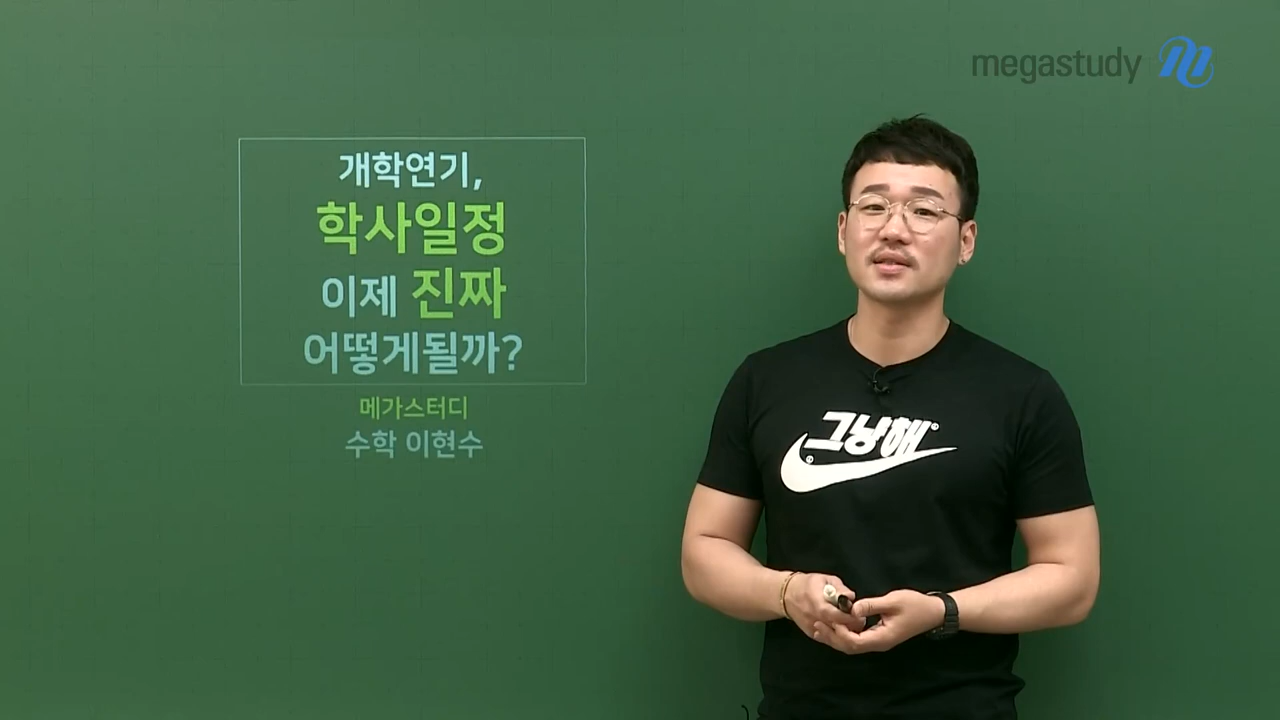 megastudy
개학연기,
학사일정
이제 진짜
어떻게될까?
메가스터디
수학 이현수
그냥해